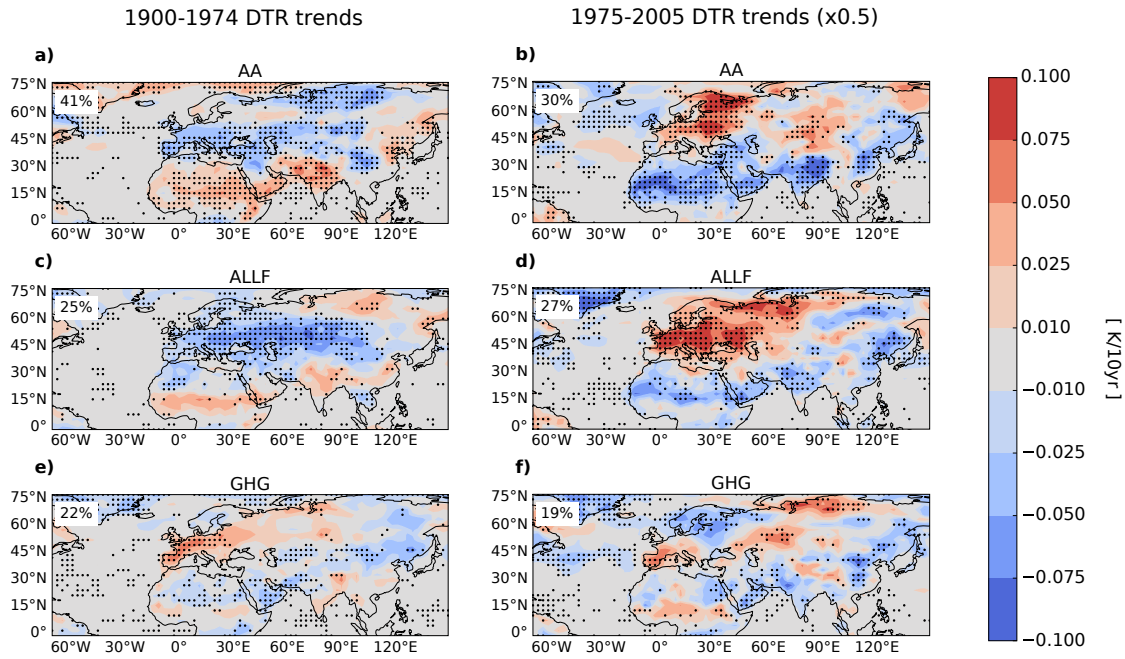 1900-1974 DTR trends
1975-2005 DTR trends (x0.5)
a)
AA
41%
75°N
60°N
45°N
30°N
15°N
0°
60°W 30°W 0° 30°E 60°E 90°E 120°E
b)
AA
30%
75°N
60°N
45°N
30°N
15°N
0°
60°W 30°W 0° 30°E 60°E 90°E 120°E
c)
ALLF
25%
75°N
60°N
45°N
30°N
15°N
0°
60°W 30°W 0° 30°E 60°E 90°E 120°E
d)
ALLF
27%
75°N
60°N
45°N
30°N
15°N
0°
60°W 30°W 0° 30°E 60°E 90°E 120°E
e)
GHG
22%
75°N
60°N
45°N
30°N
15°N
0°
60°W 30°W 0° 30°E 60°E 90°E 120°E
f)
GHG
19%
75°N
60°N
45°N
30°N
15°N
0°
60°W 30°W 0° 30°E 60°E 90°E 120°E
0.100
0.075
0.050
0.025
0.010
−0.010
−0.025
−0.050
−0.075
−0.100
[ K/10yr ]